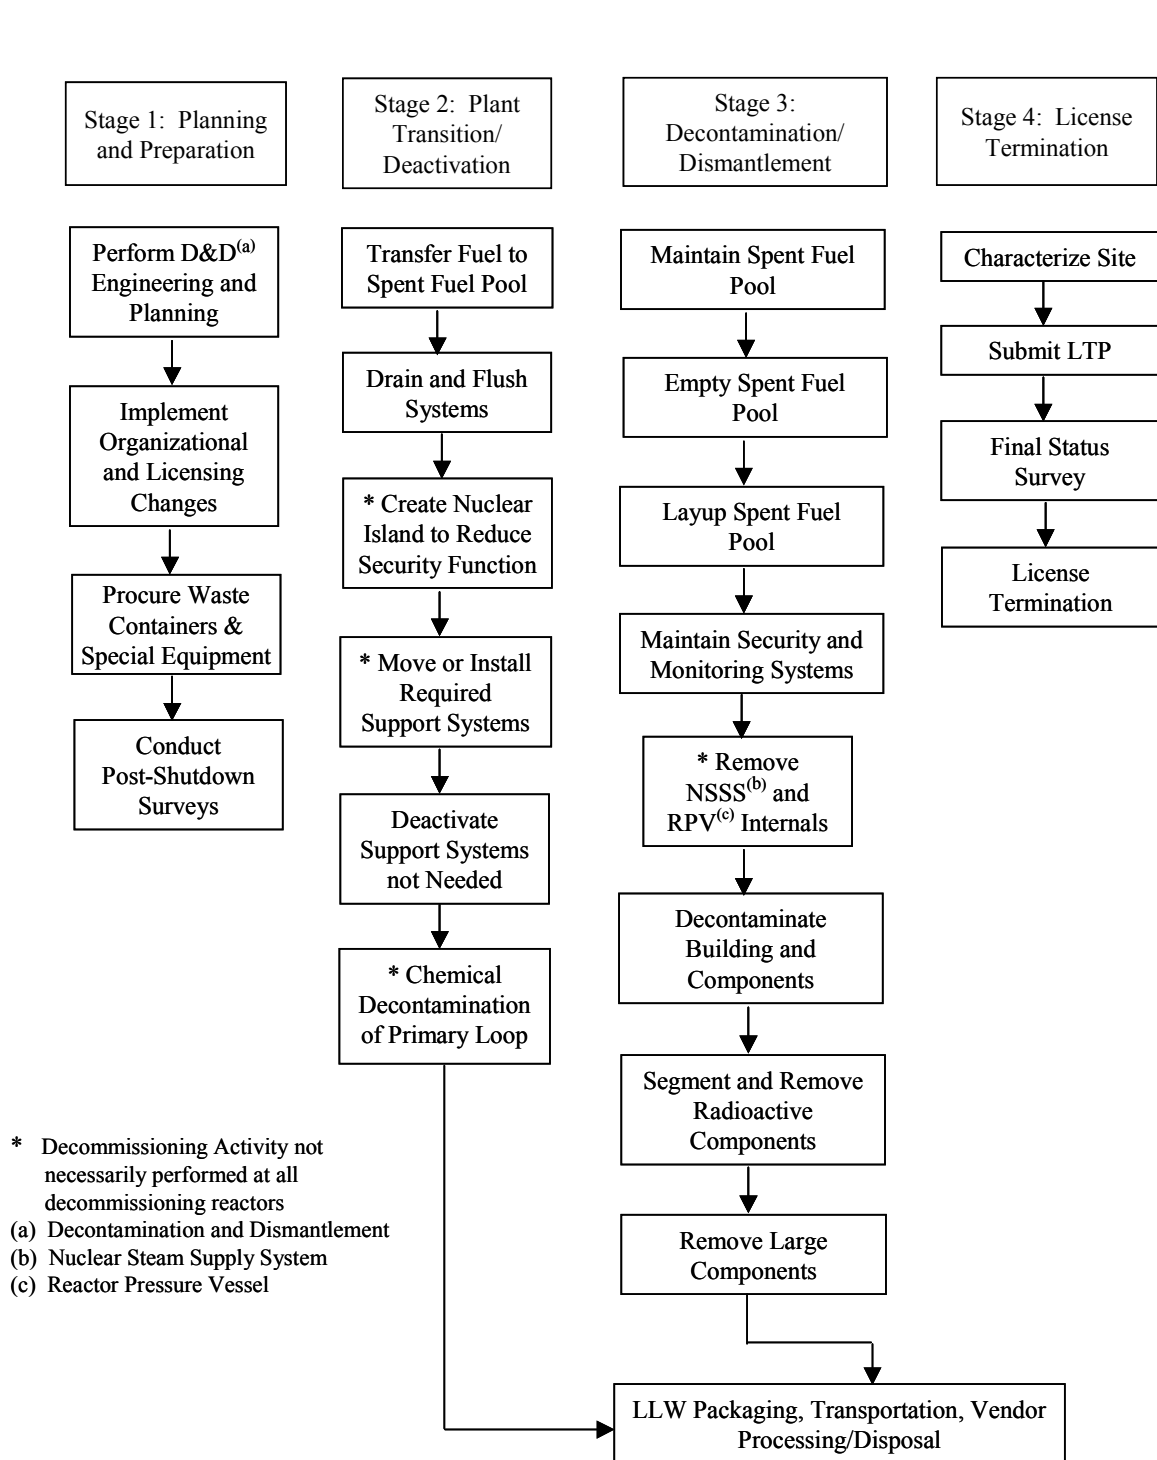 Stage 1: Planning
and Preparation
Stage 2: Plant
Transition/
Deactivation
Stage 3:
Decontamination/
Dismantlement
Stage 4: License
Termination
Perform D&D(a)
Engineering and
Planning
Implement
Organizational
and Licensing
Changes
Procure Waste
Containers &
Special Equipment
Conduct
Post-Shutdown
Surveys
Transfer Fuel to
Spent Fuel Pool
Drain and Flush
Systems
* Create Nuclear
Island to Reduce
Security Function
* Move or Install
Required
Support Systems
Deactivate
Support Systems
not Needed
* Chemical
Decontamination
of Primary Loop
Maintain Spent Fuel
Pool
Empty Spent Fuel
Pool
Layup Spent Fuel
Pool
Maintain Security and
Monitoring Systems
* Remove
NSSS(b) and
RPV(c) Internals
Decontaminate
Building and
Components
Segment and Remove
Radioactive
Components
Remove Large
Components
Characterize Site
Submit LTP
Final Status
Survey
License
Termination
LLW Packaging, Transportation, Vendor
Processing/Disposal
* Decommissioning Activity not
necessarily performed at all
decommissioning reactors
(a) Decontamination and Dismantlement
(b) Nuclear Steam Supply System
(c) Reactor Pressure Vessel